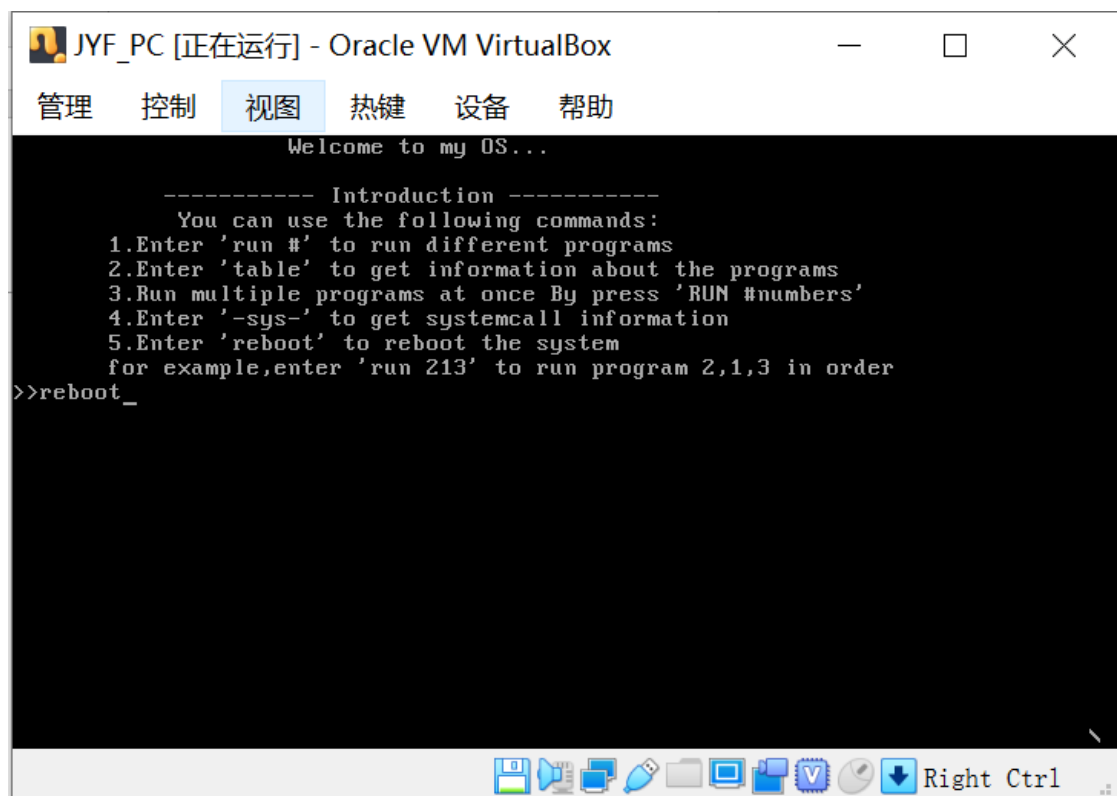 JYF_PC [正在运行] - Oracle VM VirtualBox
管理 控制 视图 热键 设备 帮助
Welcome to my OS...
----------- Introduction -----------
You can use the following commands:
1.Enter 'run #' to run different programs
2.Enter 'table' to get information about the programs
3.Run multiple programs at once By press 'RUN #numbers'
4.Enter '-sys-' to get systemcall information
5.Enter 'reboot' to reboot the system
for example,enter 'run 213' to run program 2,1,3 in order
>>reboot_
\
Right Ctrl